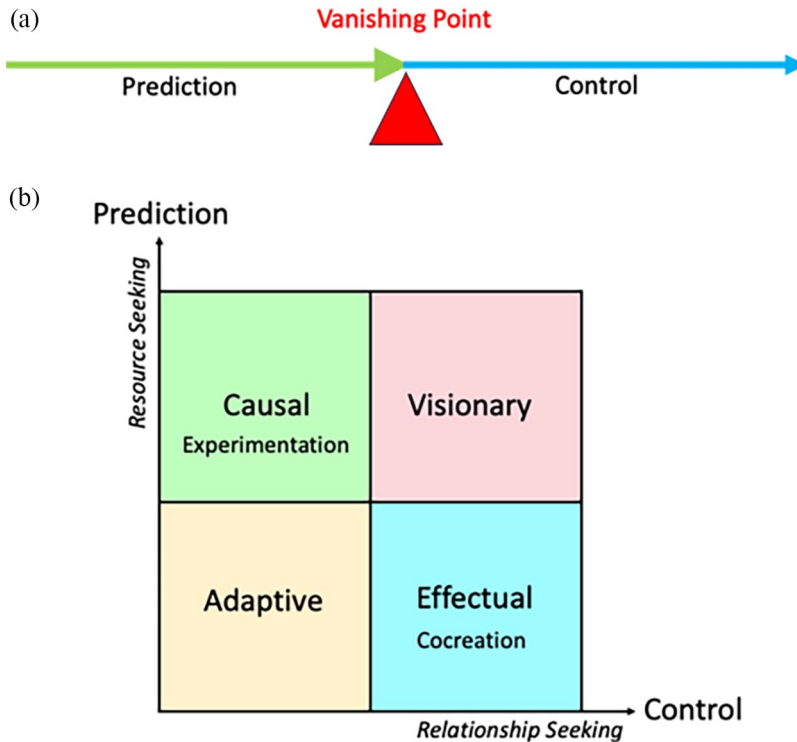 (a)
Vanishing Point
Prediction
Control
(b)
Prediction
Resource Seeking
Causal
Experimentation
Visionary
Adaptive
Effectual
Cocreation
Control
Relationship Seeking